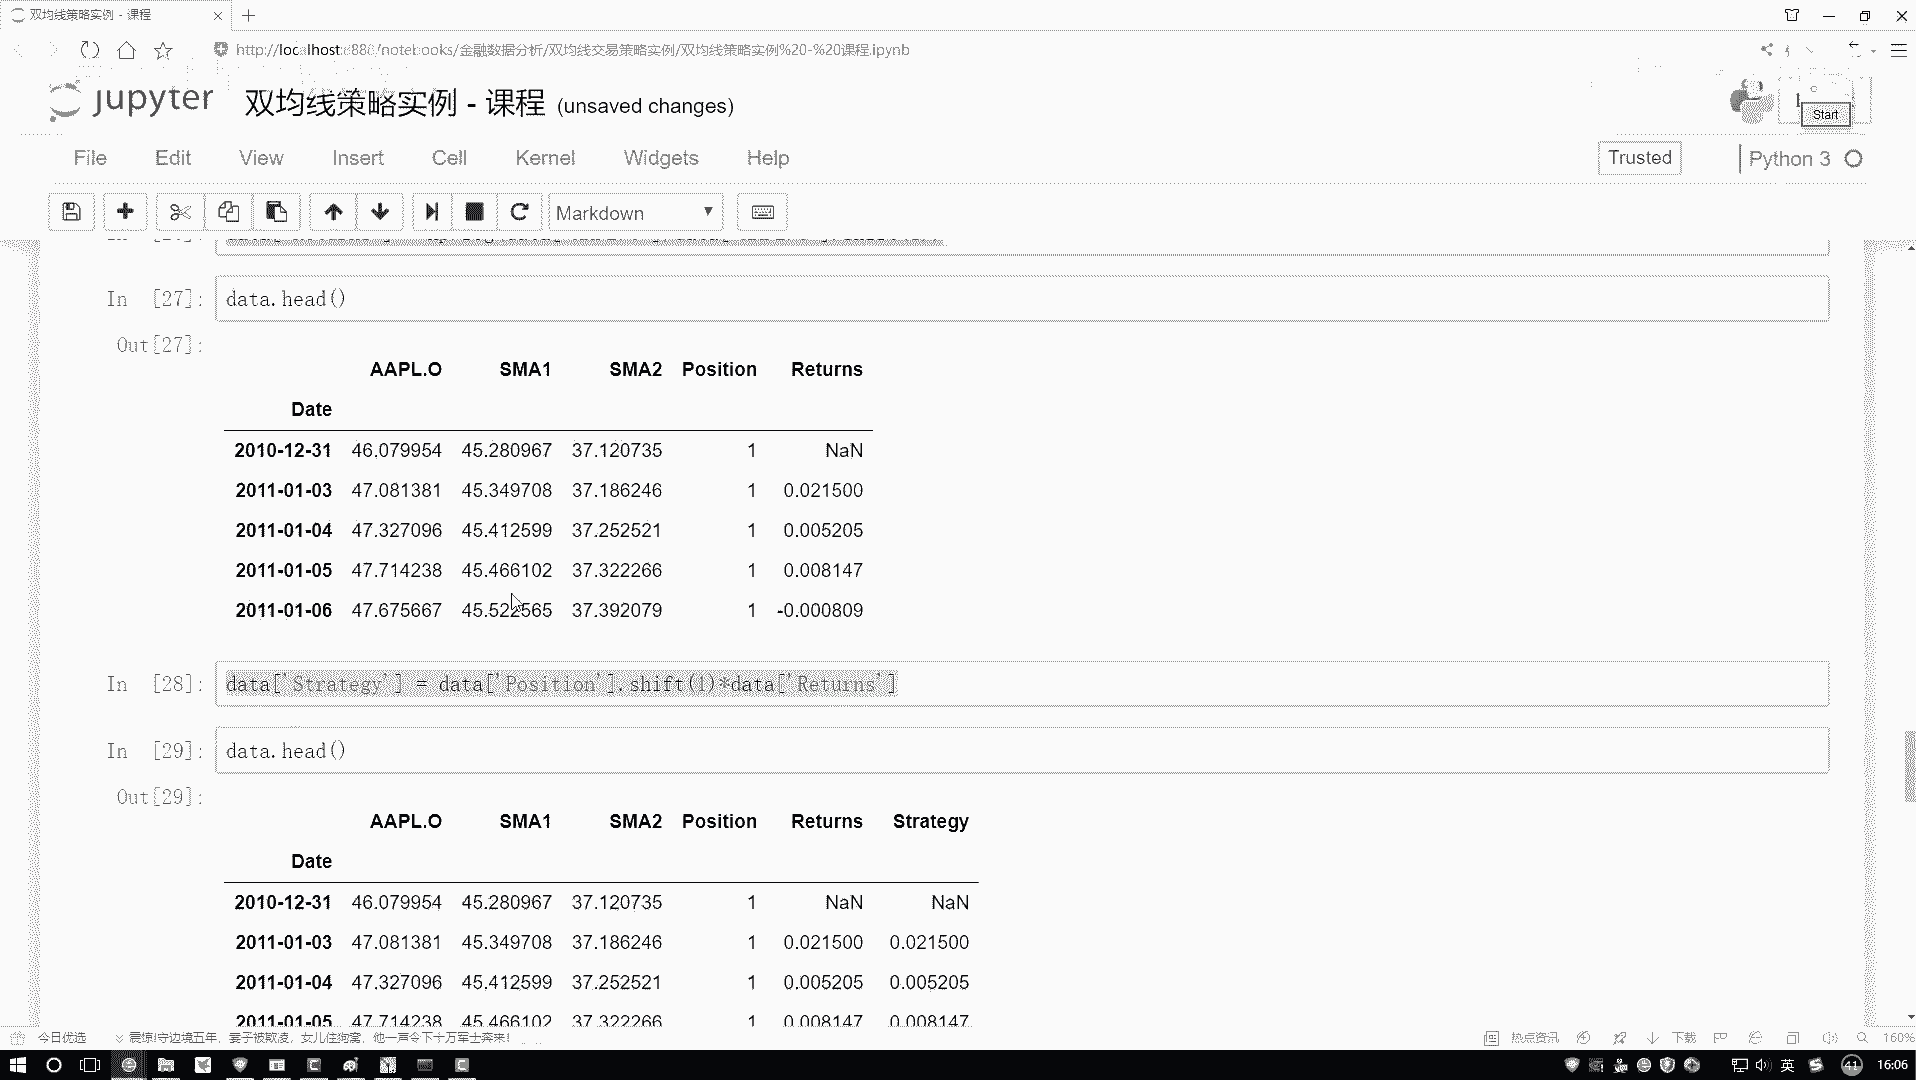 双均线策略实例 - 课程
http://localhost:888/notebooks/金融数据分析/双均线交易策略实例/双均线策略实例%20-%20课程.ipynb
jupyter 双均线策略实例 - 课程 (unsaved changes)
Start
File Edit View Insert Cell Kernel Widgets Help
Trusted Python 3
Markdown
In [27]: data.head()
Out[27]:
AAPL.O SMA1 SMA2 Position Returns
Date
2010-12-31 46.079954 45.280967 37.120735 1 NaN
2011-01-03 47.081381 45.349708 37.186246 1 0.021500
2011-01-04 47.327096 45.412599 37.252521 1 0.005205
2011-01-05 47.714238 45.466102 37.322266 1 0.008147
2011-01-06 47.675667 45.522565 37.392079 1 -0.000809
In [28]: data['Strategy'] = data['Position'].shift(1)*data['Returns']
In [29]: data.head()
Out[29]:
AAPL.O SMA1 SMA2 Position Returns Strategy
Date
2010-12-31 46.079954 45.280967 37.120735 1 NaN NaN
2011-01-03 47.081381 45.349708 37.186246 1 0.021500 0.021500
2011-01-04 47.327096 45.412599 37.252521 1 0.005205 0.005205
2011-01-05 47.714238 45.466102 37.322266 1 0.008147 0.008147
今日优选 震惊!守边境五年,妻子被欺凌,女儿住狗窝,他一声令下十万军士奔来! 热点资讯 下载 160%
英 41 16:06